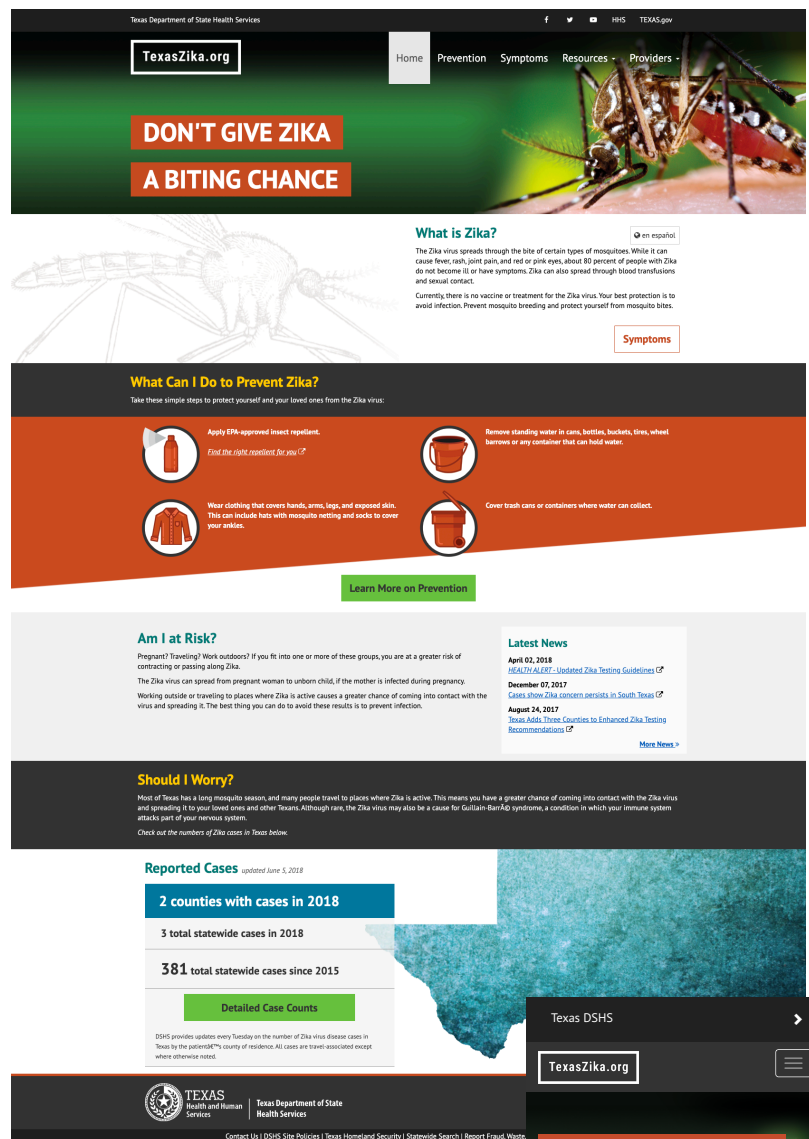 Texas Department of State Health Services
HHS TEXAS.gov
TexasZika.org
Home Prevention Symptoms Resources Providers
DON'T GIVE ZIKA
A BITING CHANCE
What is Zika?
en español
The Zika virus spreads through the bite of certain types of mosquitoes. While it can
cause fever, rash, joint pain, and red or pink eyes, about 80 percent of people with Zika
do not become ill or have symptoms. Zika can also spread through blood transfusions
and sexual contact.
Currently, there is no vaccine or treatment for the Zika virus. Your best protection is to
avoid infection. Prevent mosquito breeding and protect yourself from mosquito bites.
Symptoms
What Can I Do to Prevent Zika?
Take these simple steps to protect yourself and your loved ones from the Zika virus:
Apply EPA-approved insect repellent.
Find the right repellent for you
Remove standing water in cans, bottles, buckets, tires, wheel
barrows or any container that can hold water.
Wear clothing that covers hands, arms, legs, and exposed skin.
This can include hats with mosquito netting and socks to cover
your ankles.
Cover trash cans or containers where water can collect.
Learn More on Prevention
Am I at Risk?
Pregnant? Traveling? Work outdoors? If you fit into one or more of these groups, you are at a greater risk of
contracting or passing along Zika.
The Zika virus can spread from pregnant woman to unborn child, if the mother is infected during pregnancy.
Working outside or traveling to places where Zika is active causes a greater chance of coming into contact with the
virus and spreading it. The best thing you can do to avoid these results is to prevent infection.
Latest News
April 02, 2018
HEALTH ALERT - Updated Zika Testing Guidelines
December 07, 2017
Cases show Zika concern persists in South Texas
August 24, 2017
Texas Adds Three Counties to Enhanced Zika Testing
Recommendations
More News »
Should I Worry?
Most of Texas has a long mosquito season, and many people travel to places where Zika is active. This means you have a greater chance of coming into contact with the Zika virus
and spreading it to your loved ones and other Texans. Although rare, the Zika virus may also be a cause for Guillain-BarrÃ© syndrome, a condition in which your immune system
attacks part of your nervous system.
Check out the numbers of Zika cases in Texas below.
Reported Cases updated June 5, 2018
2 counties with cases in 2018
3 total statewide cases in 2018
381 total statewide cases since 2015
Detailed Case Counts
DSHS provides updates every Tuesday on the number of Zika virus disease cases in
Texas by the patientâ€™s county of residence. All cases are travel-associated except
where otherwise noted.
Texas DSHS
TexasZika.org
TEXAS
Health and Human
Services
Texas Department of State
Health Services
Contact Us | DSHS Site Policies | Texas Homeland Security | Statewide Search | Report Fraud, Waste,